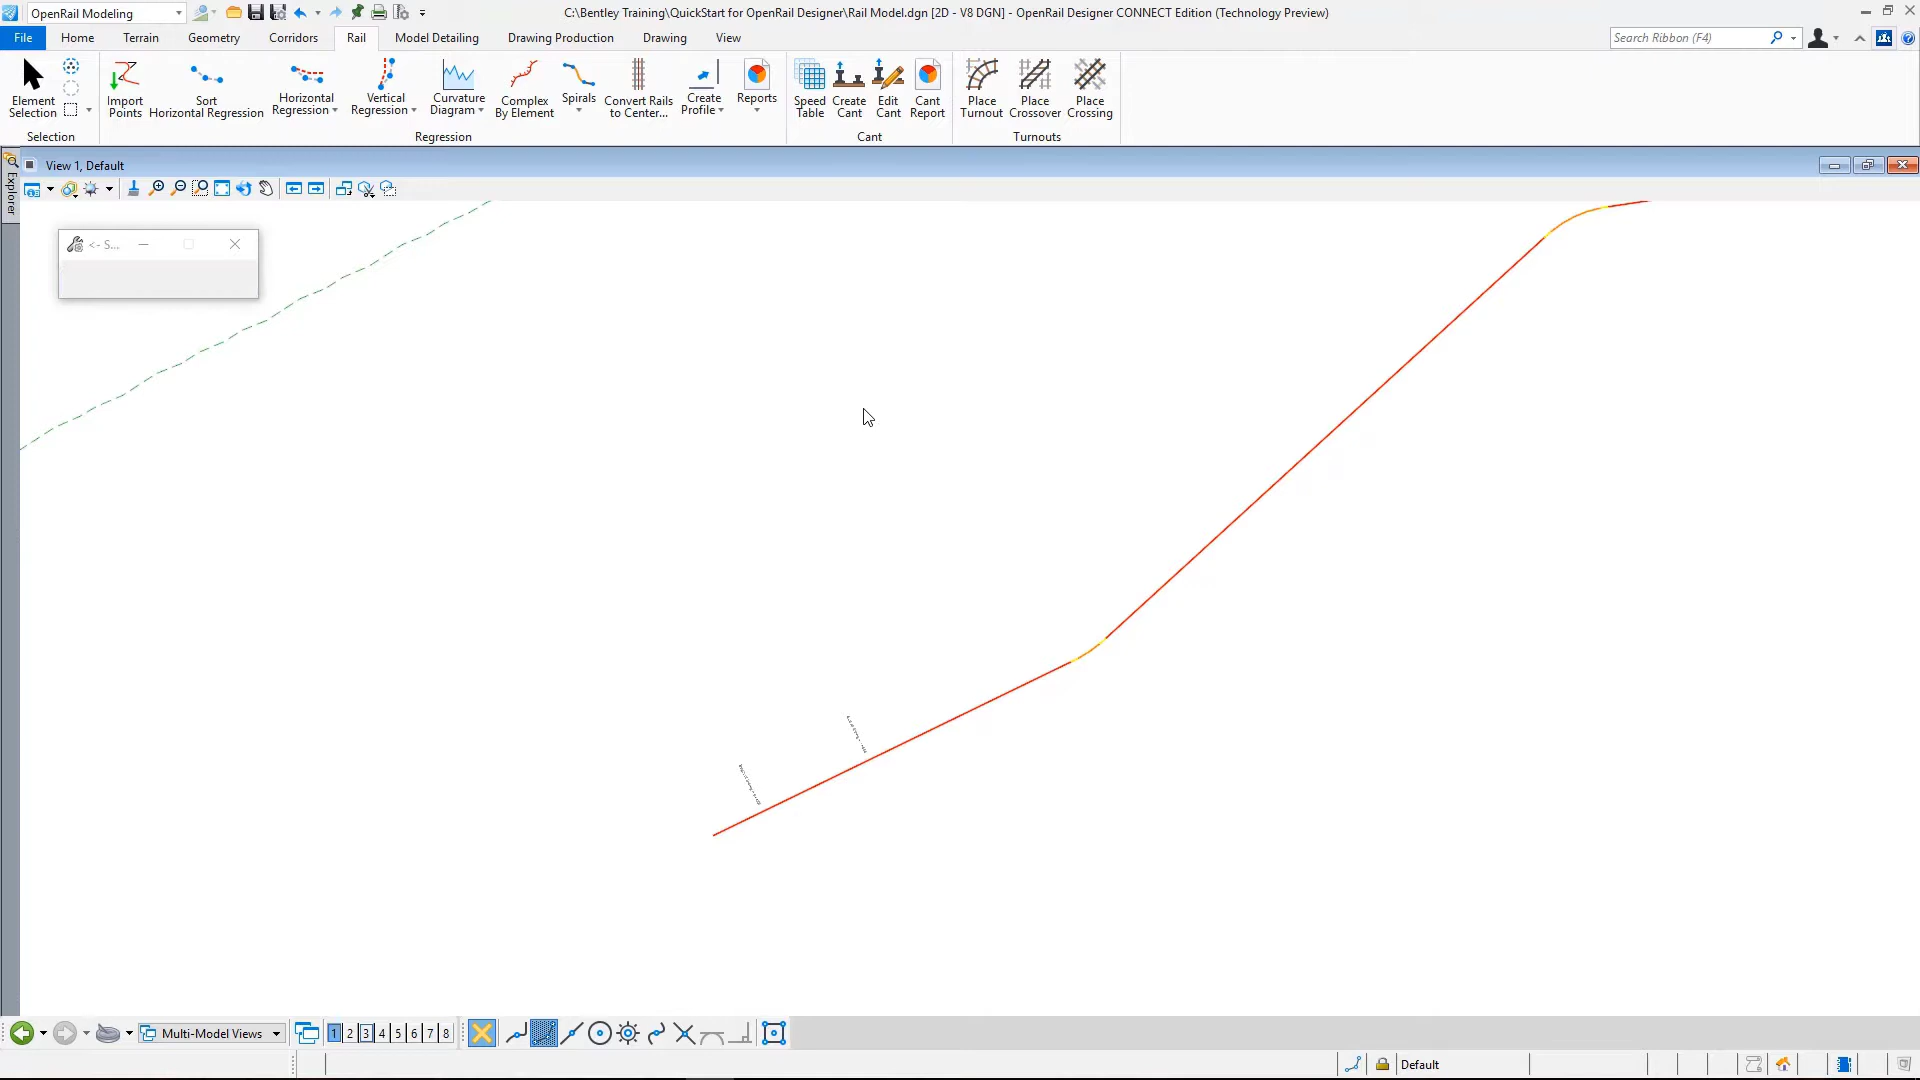 OpenRail Modeling
C:\Bentley Training\QuickStart for OpenRail Designer\Rail Model.dgn [2D - V8 DGN] - OpenRail Designer CONNECT Edition (Technology Preview)
File Home Terrain Geometry Corridors Rail Model Detailing Drawing Production Drawing View
Search Ribbon (F4)
Element Selection
Import Points
Sort Horizontal Regression
Horizontal Regression
Vertical Regression
Curvature Diagram
Complex By Element
Spirals
Convert Rails to Center...
Create Profile
Reports
Speed Table
Create Cant
Edit Cant
Cant Report
Place Turnout
Place Crossover
Place Crossing
Selection Regression Cant Turnouts
Explorer
View 1, Default
<- S...
Multi-Model Views 1 2 3 4 5 6 7 8
Default